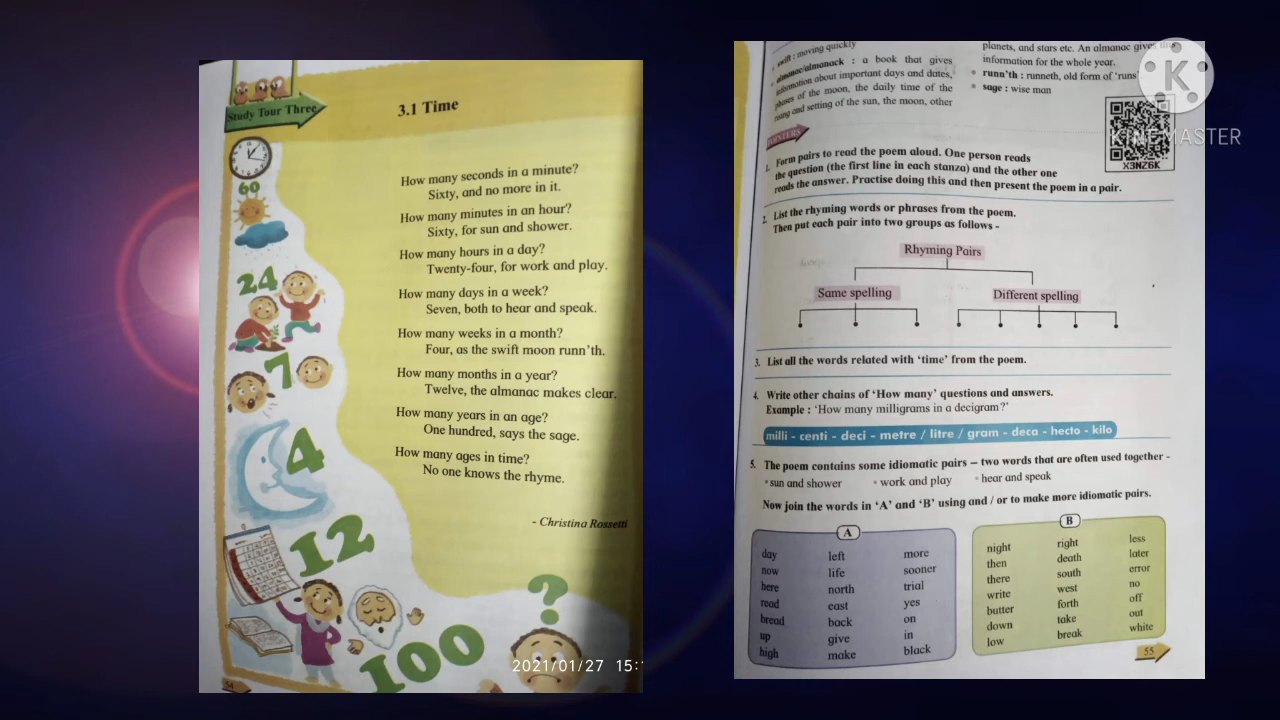 Study Tour Three
3.1 Time
How many seconds in a minute?
Sixty, and no more in it.
How many minutes in an hour?
Sixty, for sun and shower.
How many hours in a day?
Twenty-four, for work and play.
How many days in a week?
Seven, both to hear and speak.
How many weeks in a month?
Four, as the swift moon runn'th.
How many months in a year?
Twelve, the almanac makes clear.
How many years in an age?
One hundred, says the sage.
How many ages in time?
No one knows the rhyme.
- Christina Rossetti
60
24
7
4
12
100
?
2021/01/27 15:
54
swift : moving quickly
almanac/almanack : a book that gives
information about important days and dates,
phases of the moon, the daily time of the
rising and setting of the sun, the moon, other
planets, and stars etc. An almanac gives
information for the whole year.
runn'th : runneth, old form of 'runs'
sage : wise man
K
KINEMASTER
X3NZ6K
1. Form pairs to read the poem aloud. One person reads
the question (the first line in each stanza) and the other one
reads the answer. Practise doing this and then present the poem in a pair.
2. List the rhyming words or phrases from the poem.
Then put each pair into two groups as follows -
Rhyming Pairs
Same spelling
Different spelling
3. List all the words related with 'time' from the poem.
4. Write other chains of 'How many' questions and answers.
Example : 'How many milligrams in a decigram?'
milli - centi - deci - metre / litre / gram - deca - hecto - kilo
5. The poem contains some idiomatic pairs – two words that are often used together -
* sun and shower * work and play * hear and speak
Now join the words in 'A' and 'B' using and / or to make more idiomatic pairs.
A
day left more
now life sooner
here north trial
read east yes
bread back on
up give in
high make black
B
night right less
then death later
there south error
write west no
butter forth off
down take out
low break white
55